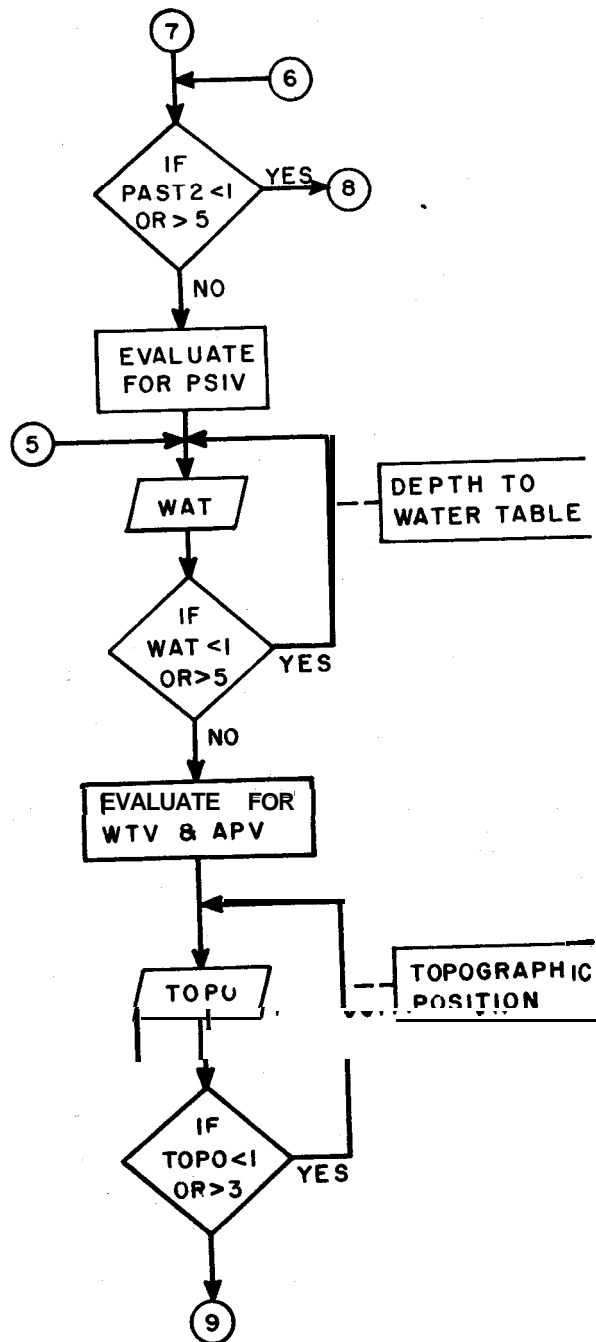 7
6
IF
PAST2<1
OR>5
YES
8
NO
EVALUATE
FOR PSIV
5
WAT
DEPTH TO
WATER TABLE
IF
WAT<1
OR>5
YES
NO
EVALUATE FOR
WTV & APV
TOPO
TOPOGRAPHIC
POSITION
IF
TOPO<1
OR>3
YES
9